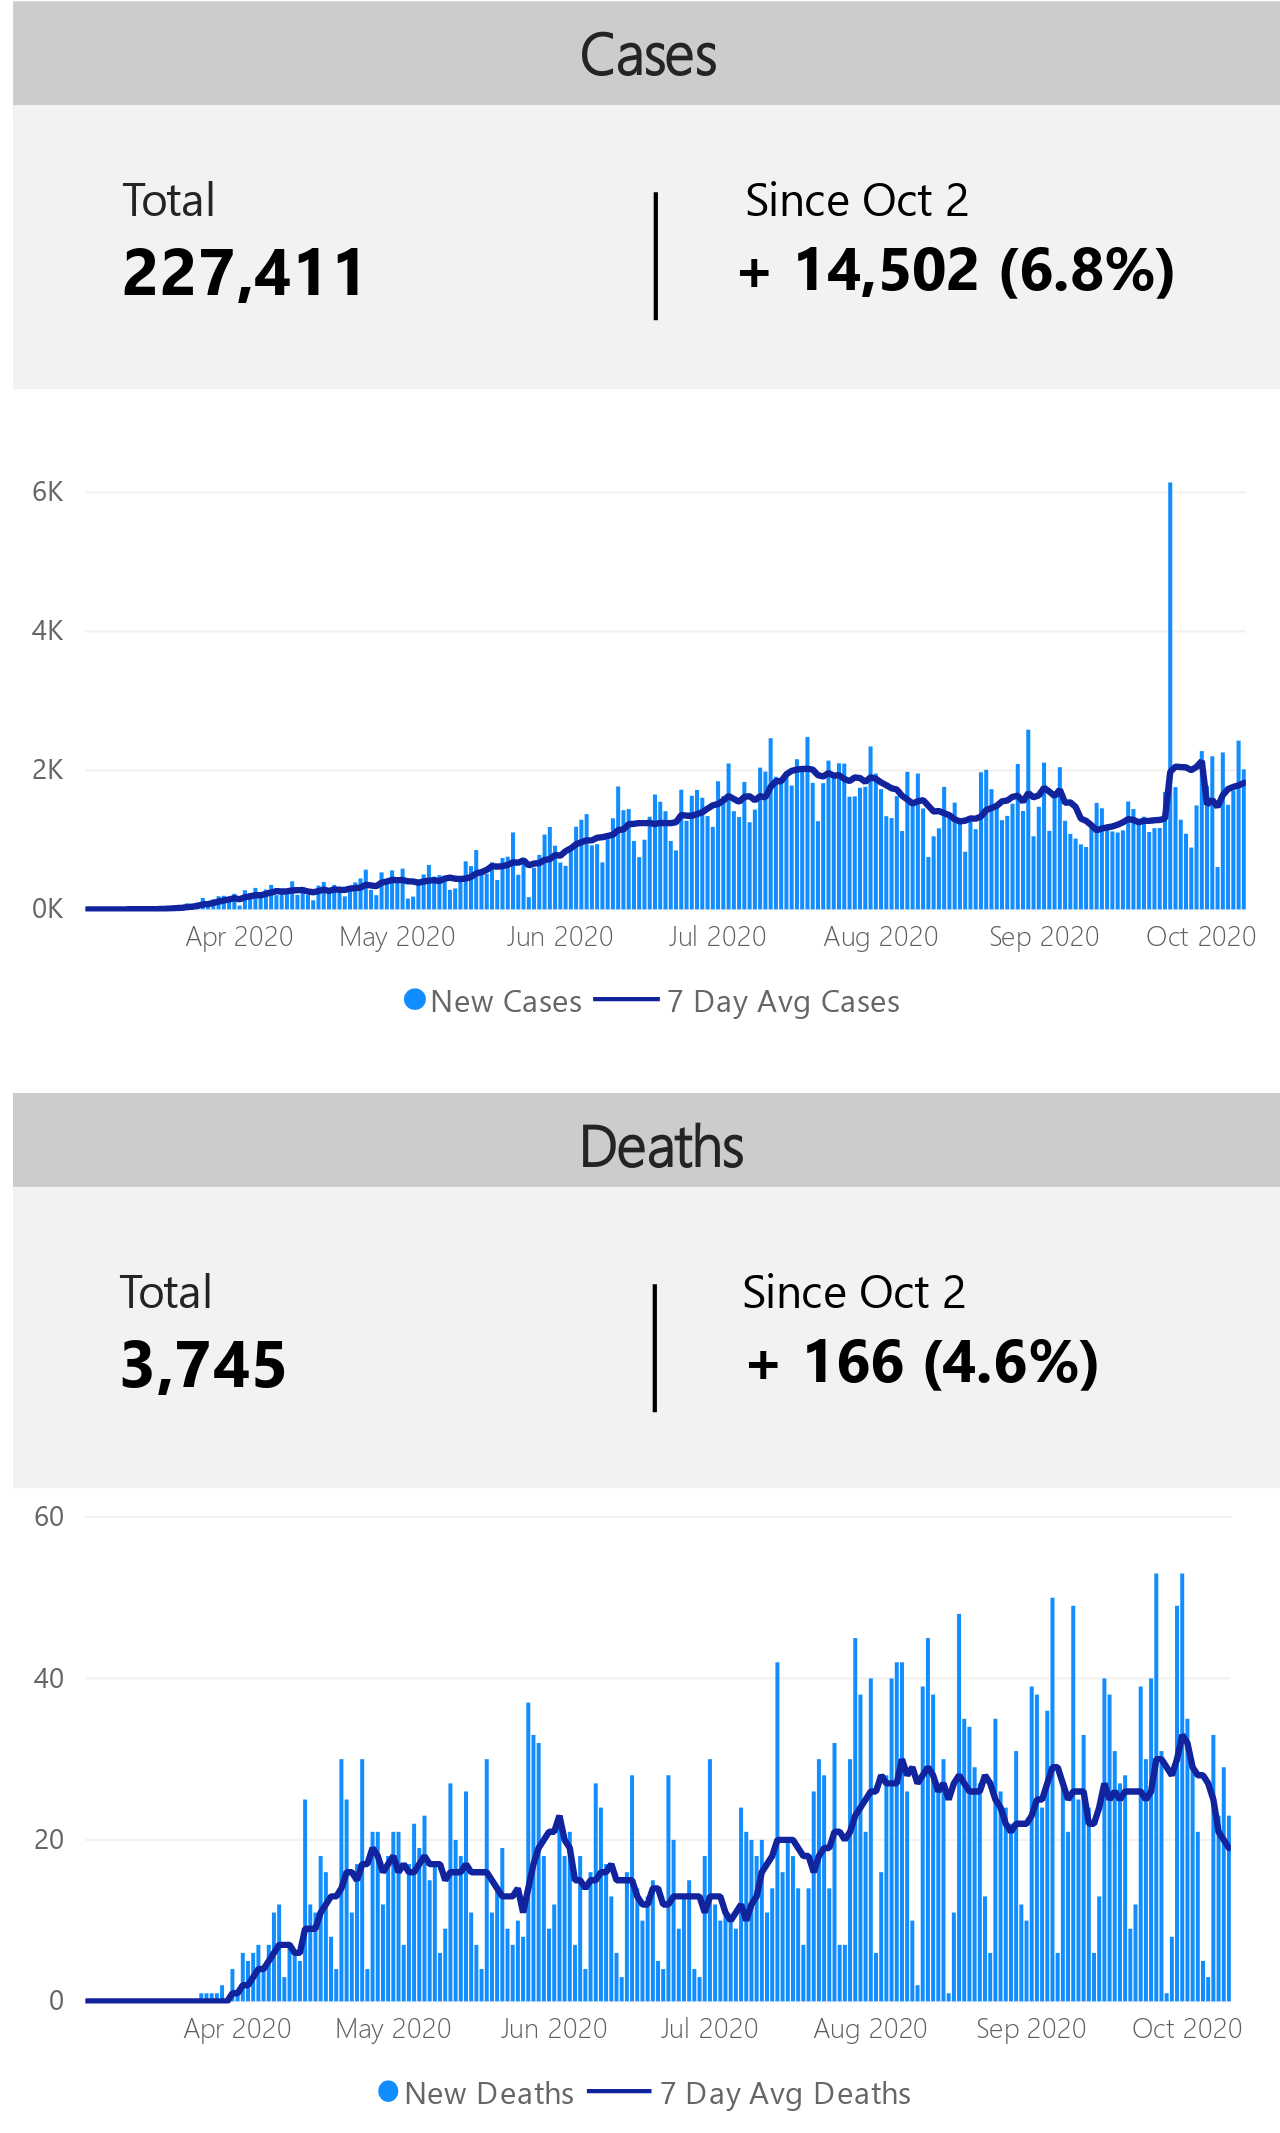 Cases
Total
Since Oct 2
227,411
+ 14,502 (6.8%)
6K
4K
2K
0K
Apr 2020 May 2020 Jun 2020 Jul 2020 Aug 2020 Sep 2020 Oct 2020
New Cases 7 Day Avg Cases
Deaths
Total
Since Oct 2
3,745
+ 166 (4.6%)
60
40
20
0
Apr 2020 May 2020 Jun 2020 Jul 2020 Aug 2020 Sep 2020 Oct 2020
New Deaths 7 Day Avg Deaths